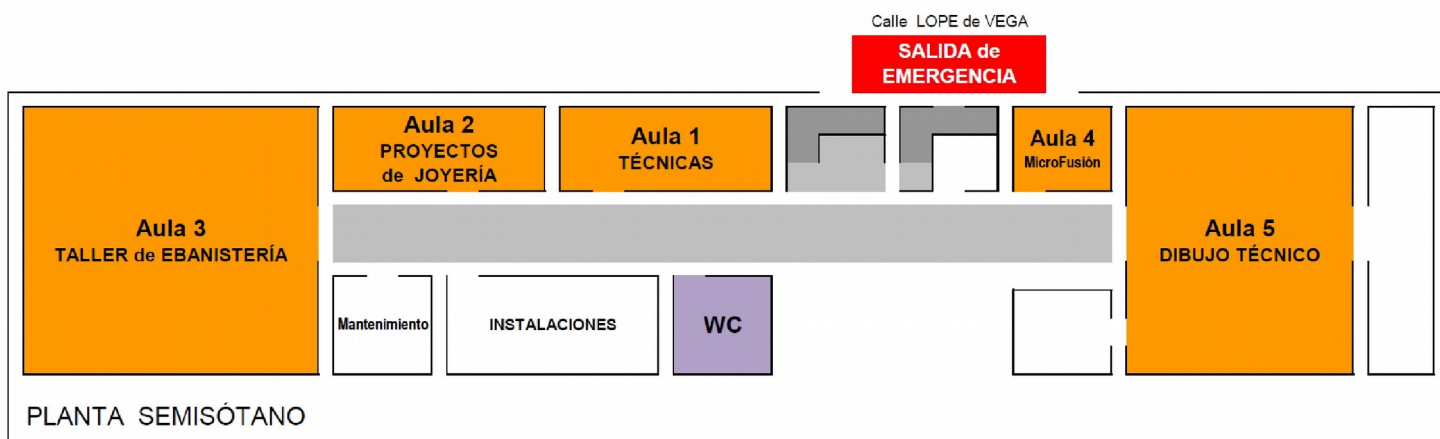 Calle LOPE de VEGA
SALIDA de
EMERGENCIA
Aula 2
PROYECTOS
de JOYERÍA
Aula 1
TÉCNICAS
Aula 4
MicroFusión
Aula 3
TALLER de EBANISTERÍA
Aula 5
DIBUJO TÉCNICO
Mantenimiento
INSTALACIONES
WC
PLANTA SEMISÓTANO